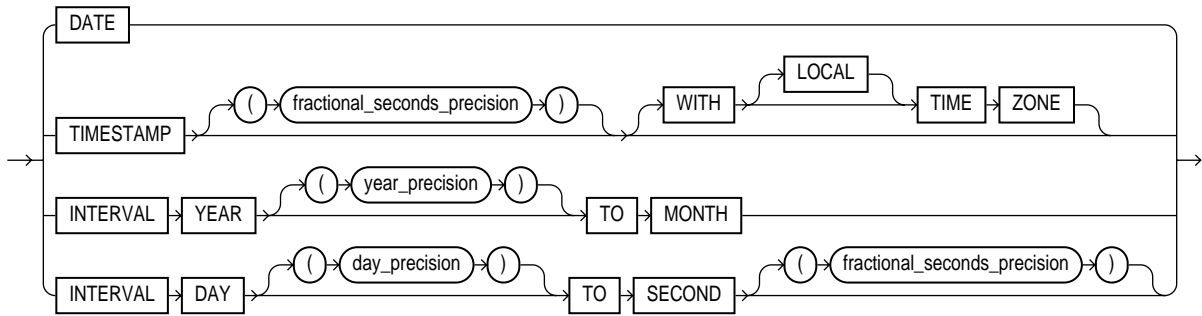 DATE
LOCAL
( fractional_seconds_precision ) WITH TIME ZONE
TIMESTAMP
( year_precision )
INTERVAL YEAR TO MONTH
( day_precision ) ( fractional_seconds_precision )
INTERVAL DAY TO SECOND